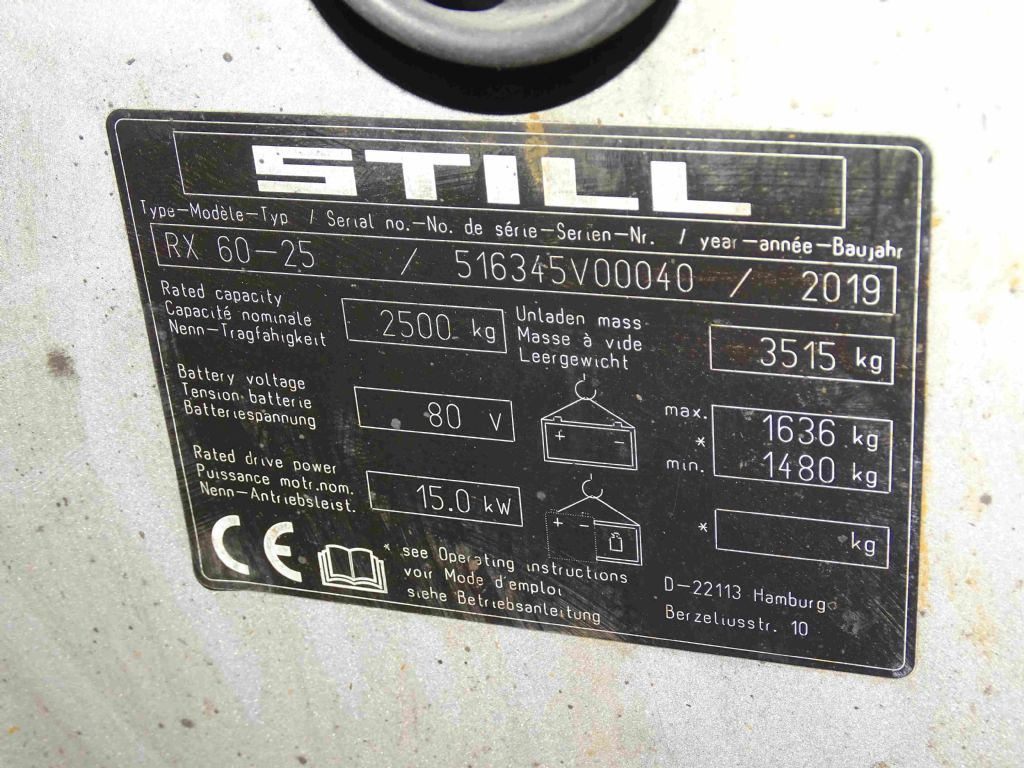 STILL
Type-Modèle-Typ / Serial no.-No. de série-Serien-Nr. / year-année-Baujahr
RX 60-25 / 516345V00040 / 2019
Rated capacity
Capacité nominale
Nenn-Tragfähigkeit
2500 kg
Unladen mass
Masse à vide
Leergewicht
3515 kg
Battery voltage
Tension batterie
Batteriespannung
80 V
+ -
max. 1636 kg
*
min. 1480 kg
Rated drive power
Puissance motr.nom.
Nenn-Antriebsleist.
15.0 kW
+ -
* kg
CE
* see Operating instructions
voir Mode d'emploi
siehe Betriebsanleitung
D-22113 Hamburg
Berzeliusstr. 10